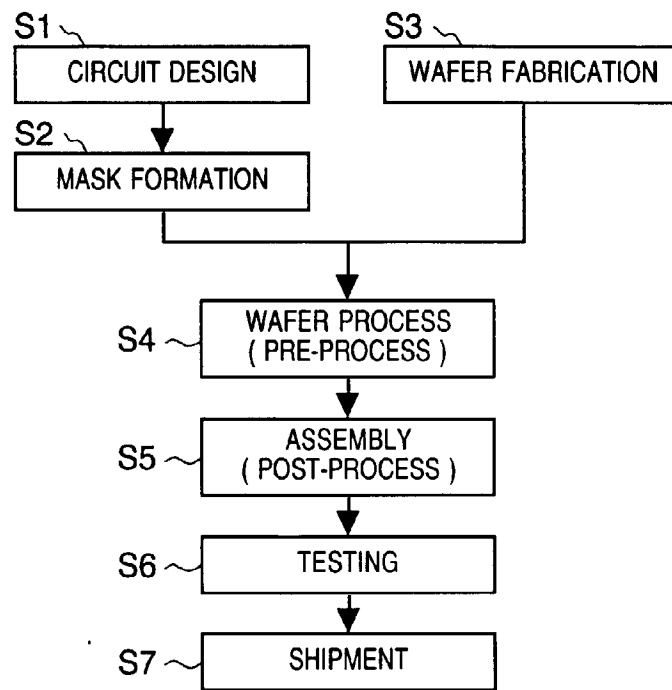 S1
CIRCUIT DESIGN
S3
WAFER FABRICATION
S2
MASK FORMATION
S4
WAFER PROCESS
( PRE-PROCESS )
S5
ASSEMBLY
( POST-PROCESS )
S6
TESTING
S7
SHIPMENT